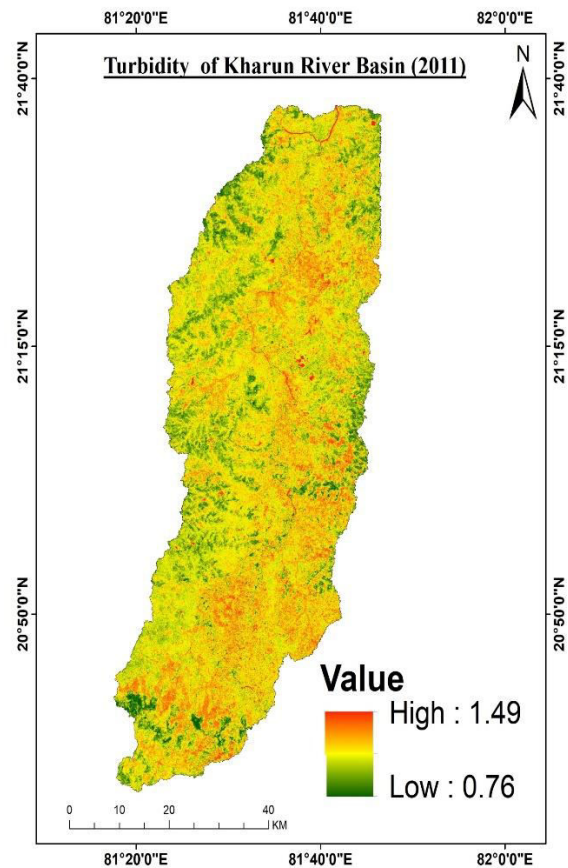 81°20'0"E 81°40'0"E 82°0'0"E
N
Turbidity of Kharun River Basin (2011)
21°40'0"N 21°40'0"N
21°15'0"N 21°15'0"N
20°50'0"N 20°50'0"N
Value
High : 1.49
Low : 0.76
0 10 20 40
KM
81°20'0"E 81°40'0"E 82°0'0"E